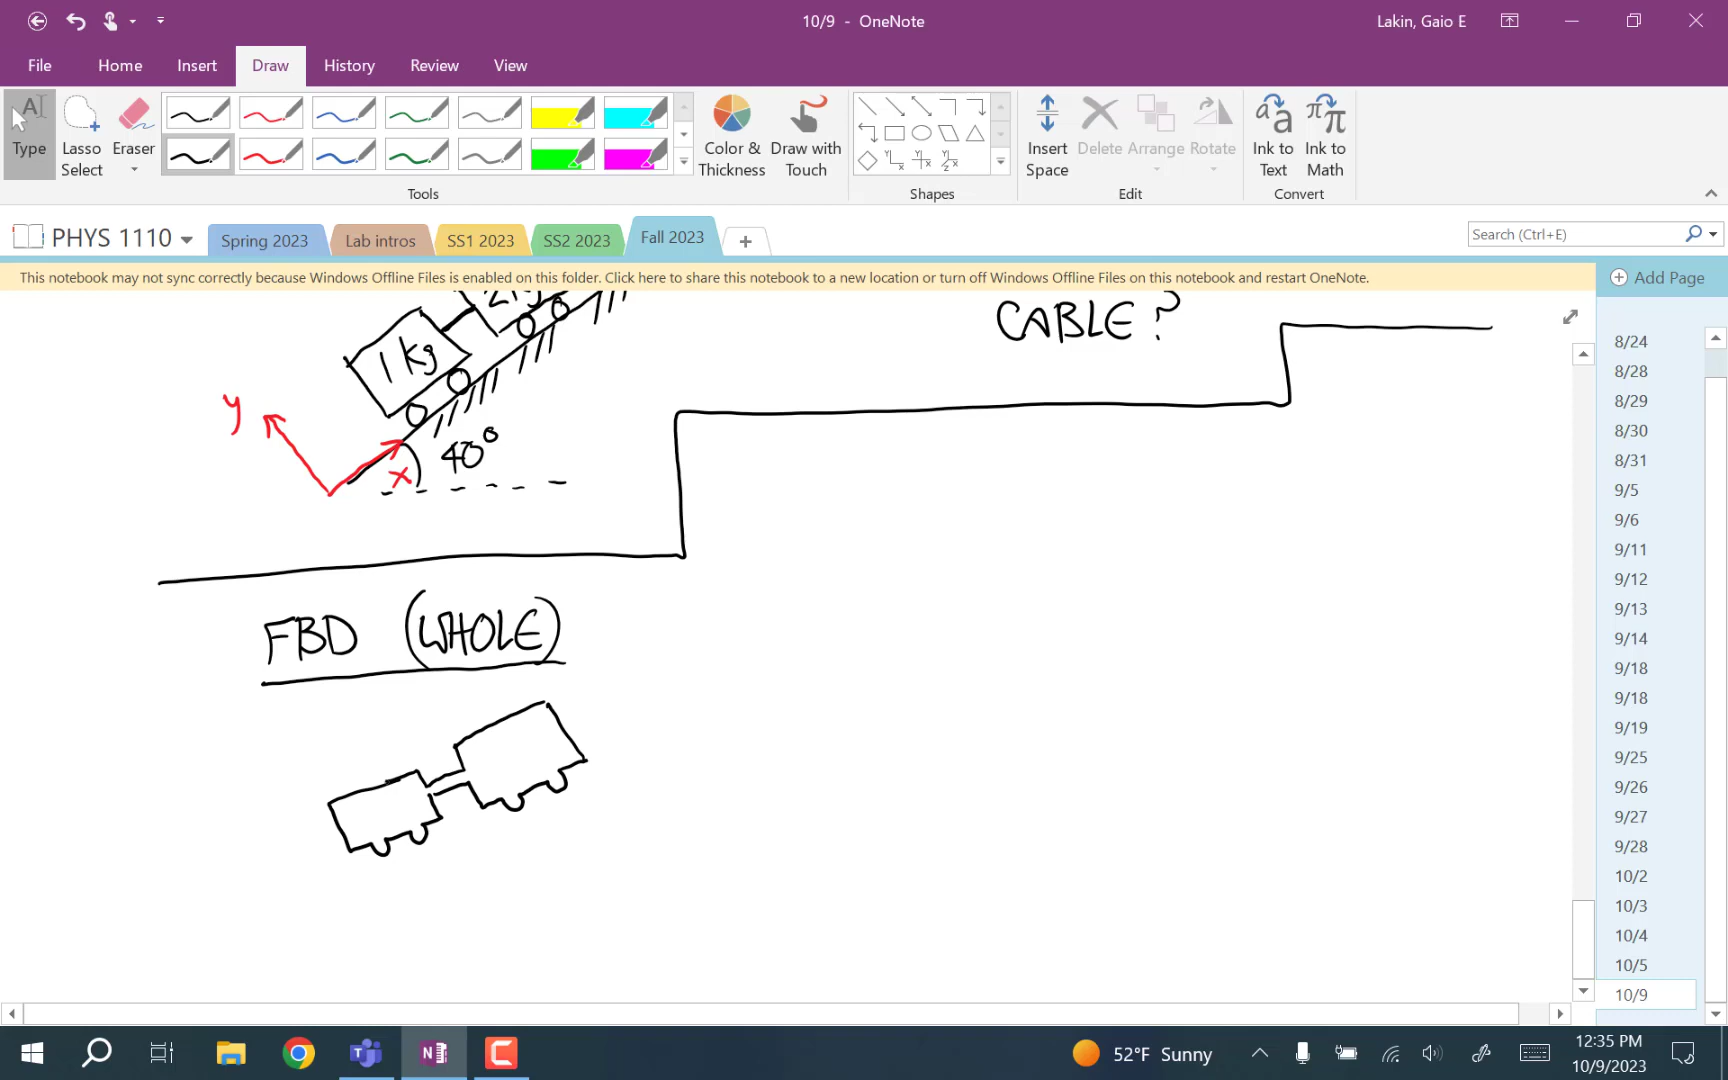 10/9 - OneNote
Lakin, Gaio E
File Home Insert Draw History Review View
Type
Lasso Select
Eraser
Color & Thickness
Draw with Touch
Insert Space
Delete
Arrange
Rotate
Ink to Text
Ink to Math
Tools
Shapes
Edit
Convert
PHYS 1110
Spring 2023
Lab intros
SS1 2023
SS2 2023
Fall 2023
Search (Ctrl+E)
This notebook may not sync correctly because Windows Offline Files is enabled on this folder. Click here to share this notebook to a new location or turn off Windows Offline Files on this notebook and restart OneNote.
Add Page
CABLE ?
1 kg
y
x
40°
FBD (WHOLE)
8/24
8/28
8/29
8/30
8/31
9/5
9/6
9/11
9/12
9/13
9/14
9/18
9/18
9/19
9/25
9/26
9/27
9/28
10/2
10/3
10/4
10/5
10/9
52°F Sunny
12:35 PM
10/9/2023